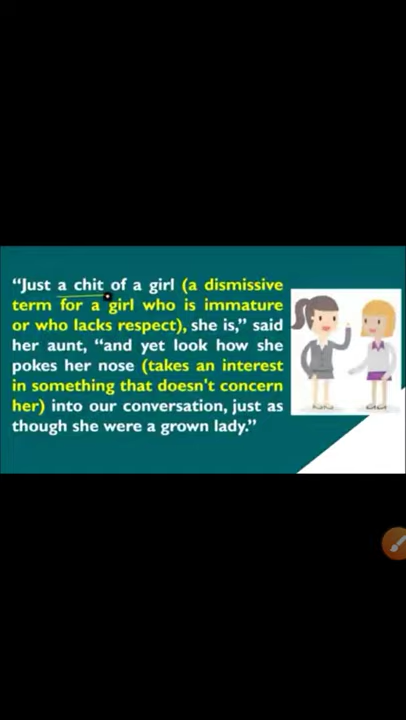 “Just a chit of a girl (a dismissive
term for a girl who is immature
or who lacks respect), she is,” said
her aunt, “and yet look how she
pokes her nose (takes an interest
in something that doesn't concern
her) into our conversation, just as
though she were a grown lady.”